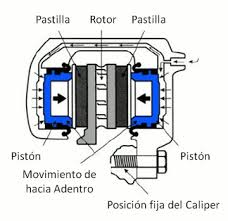 Pastilla Rotor Pastilla
Pistón Pistón
Movimiento de
hacia Adentro
Posición fija del Caliper